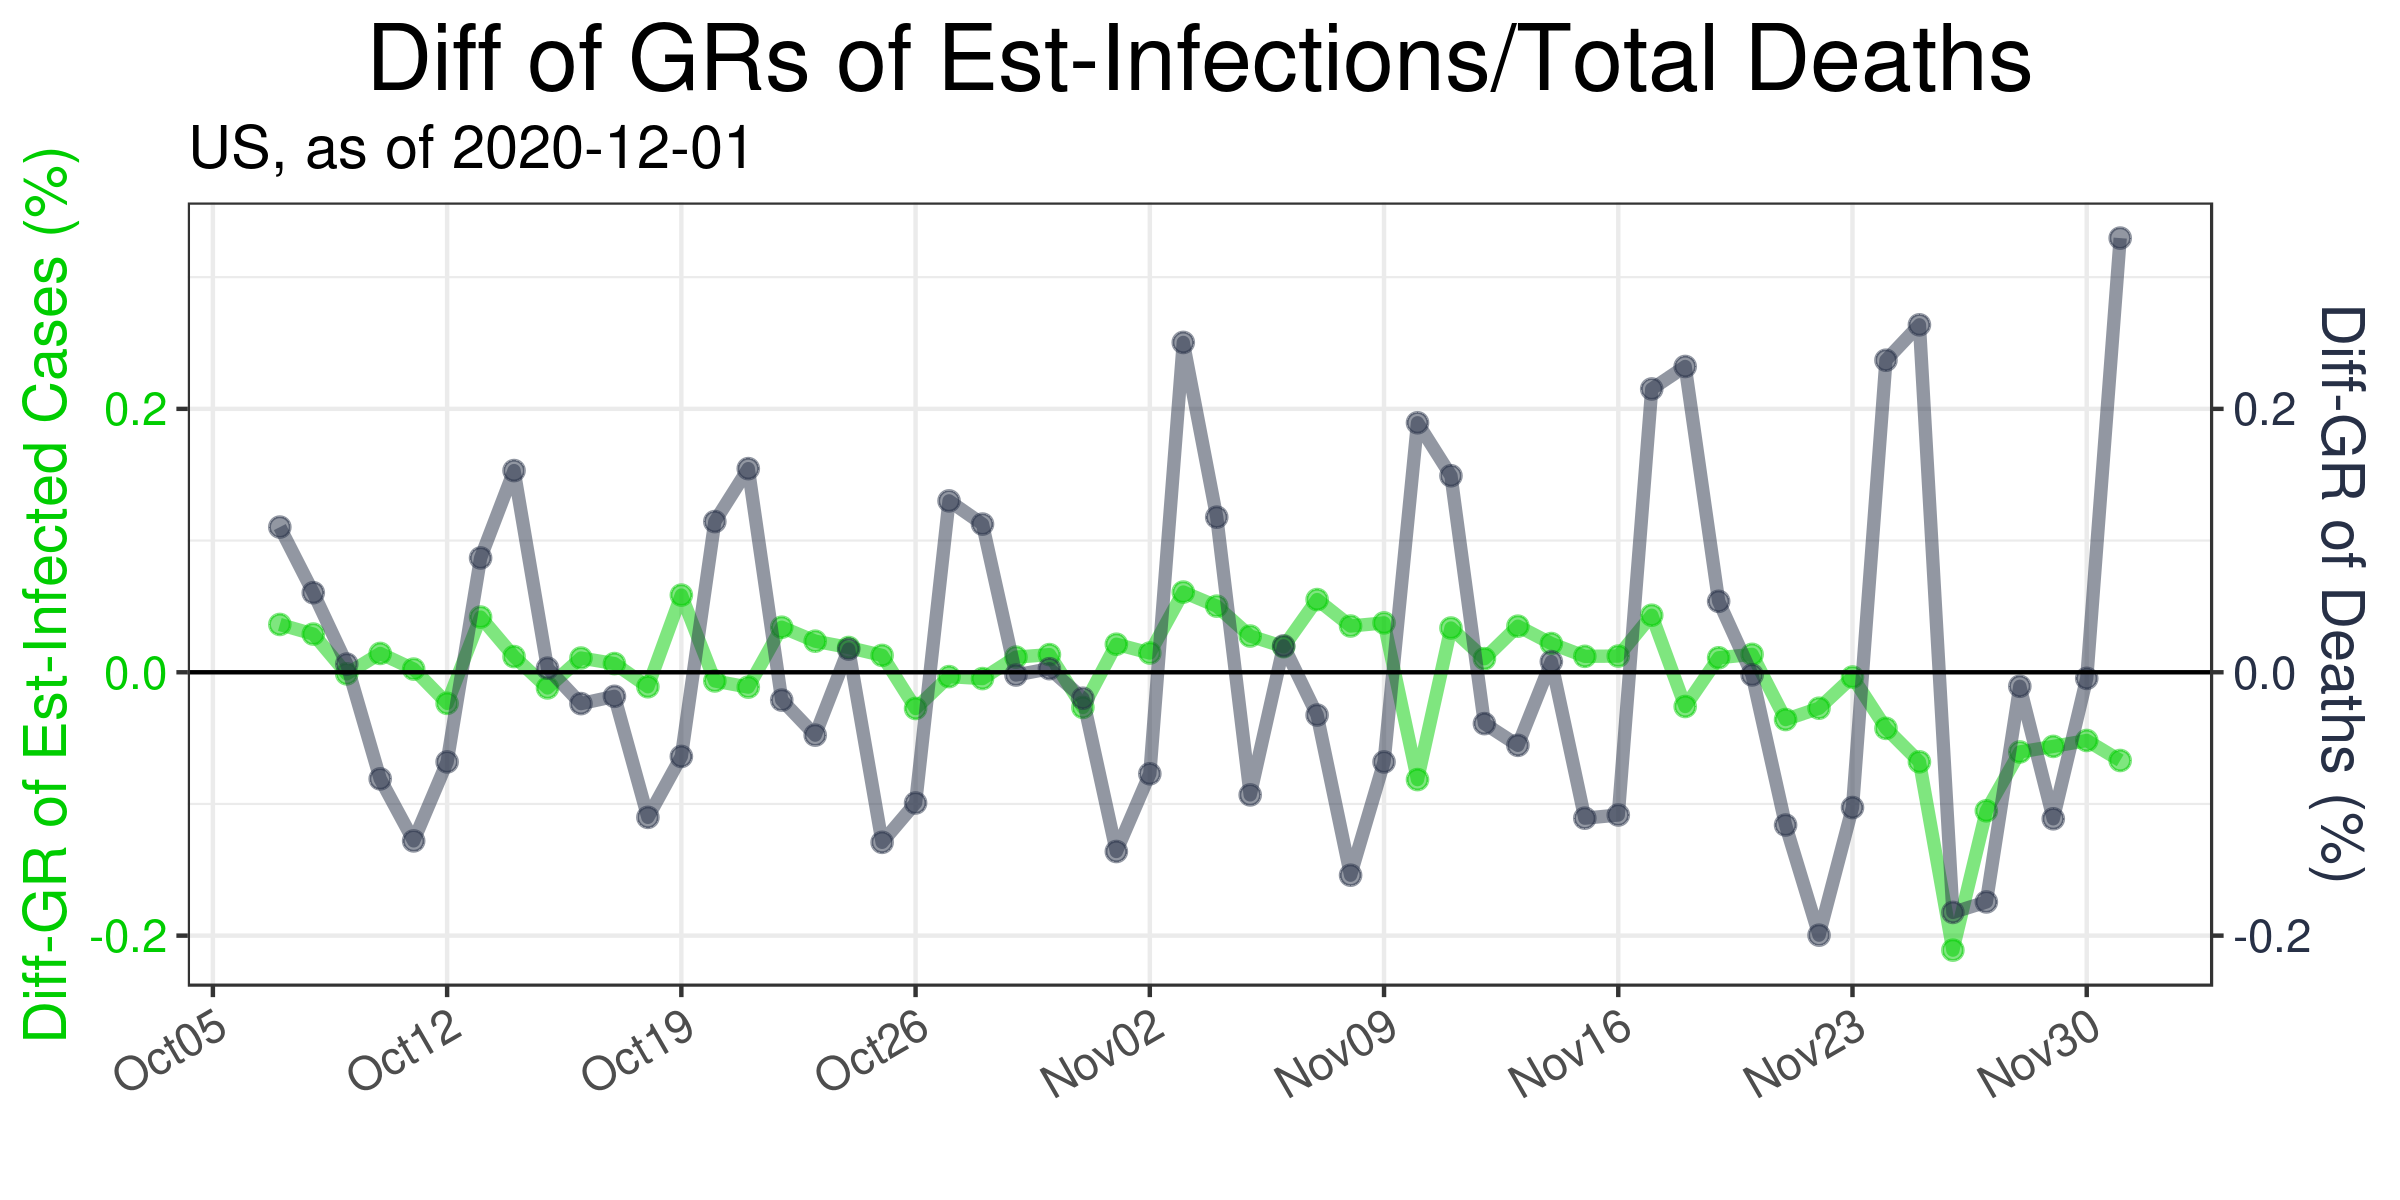 Diff of GRs of Est-Infections/Total Deaths
US, as of 2020-12-01
Diff-GR of Est-Infected Cases (%)
0.2
0.0
-0.2
Diff-GR of Deaths (%)
0.2
0.0
-0.2
Oct05
Oct12
Oct19
Oct26
Nov02
Nov09
Nov16
Nov23
Nov30